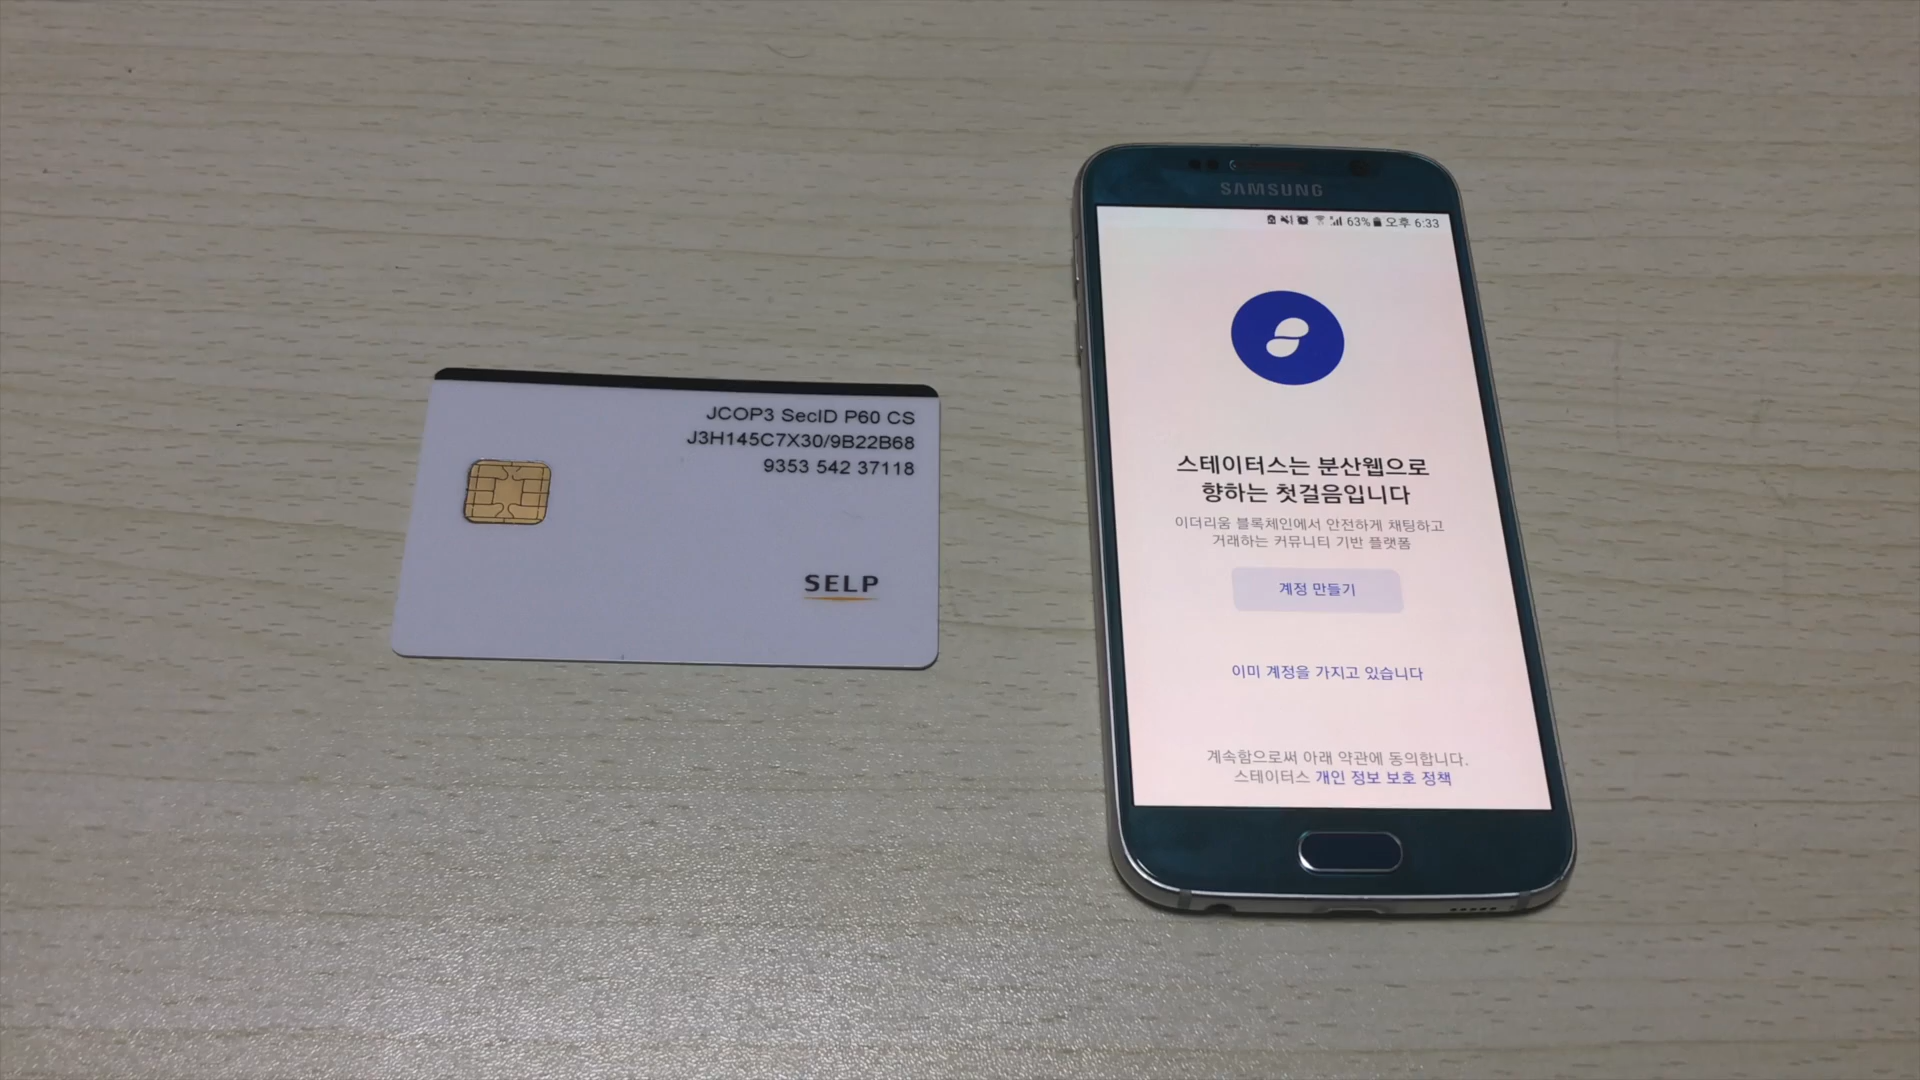 JCOP3 SecID P60 CS
J3H145C7X30/9B22B68
9353 542 37118
SELP
SAMSUNG
63% 오후 6:33
스테이터스는 분산웹으로
향하는 첫걸음입니다
이더리움 블록체인에서 안전하게 채팅하고
거래하는 커뮤니티 기반 플랫폼
계정 만들기
이미 계정을 가지고 있습니다
계속함으로써 아래 약관에 동의합니다.
스테이터스 개인 정보 보호 정책